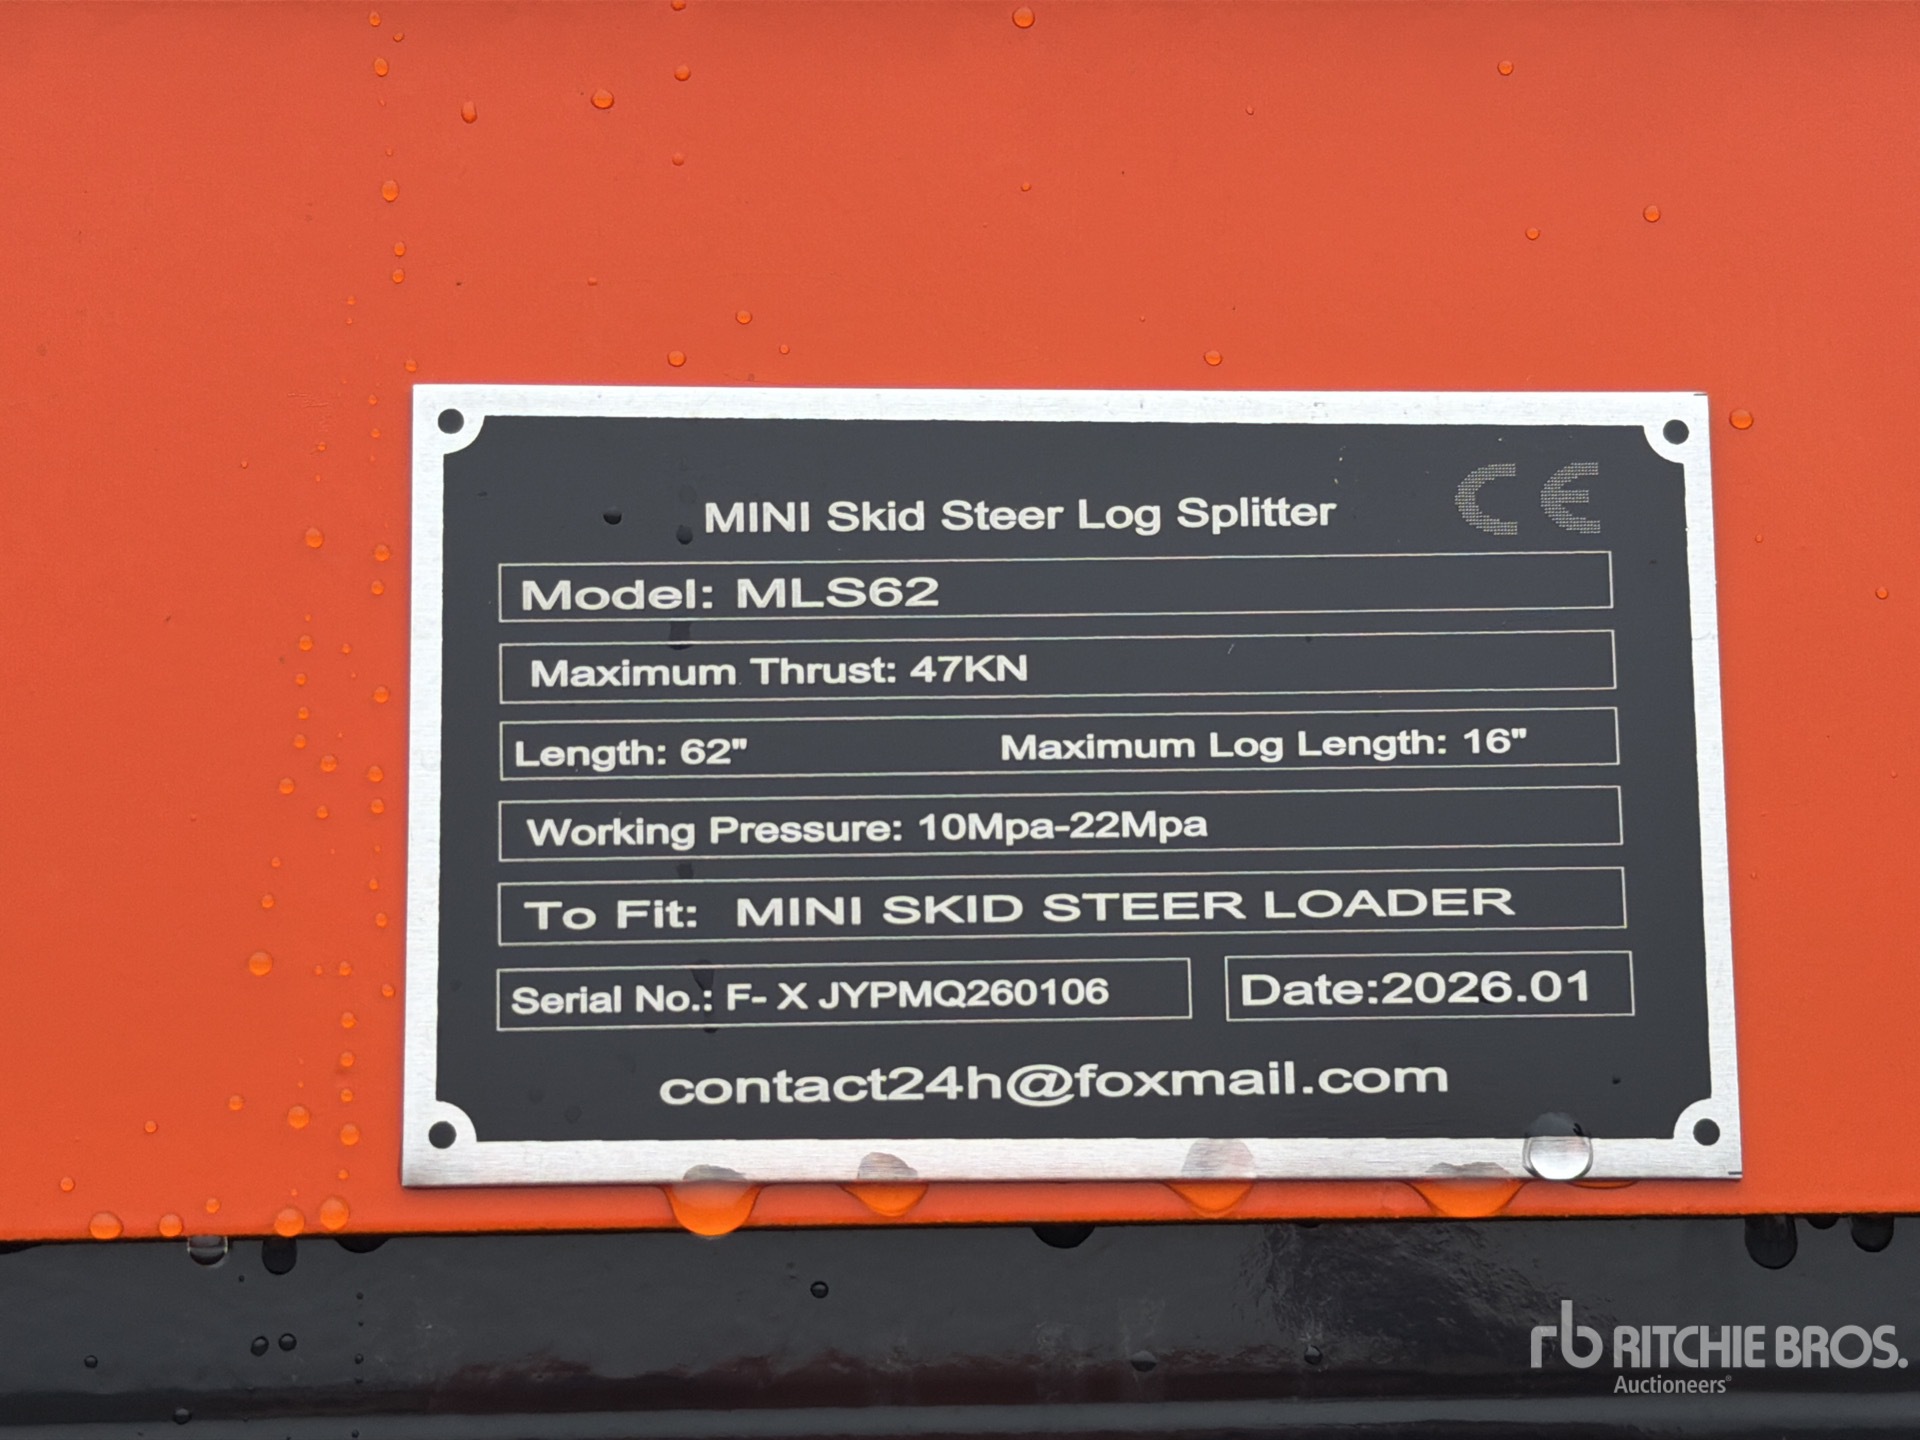 MINI Skid Steer Log Splitter CE
Model: MLS62
Maximum Thrust: 47KN
Length: 62" Maximum Log Length: 16"
Working Pressure: 10Mpa-22Mpa
To Fit: MINI SKID STEER LOADER
Serial No.: F- X JYPMQ260106 Date:2026.01
contact24h@foxmail.com
rb RITCHIE BROS.
Auctioneers®